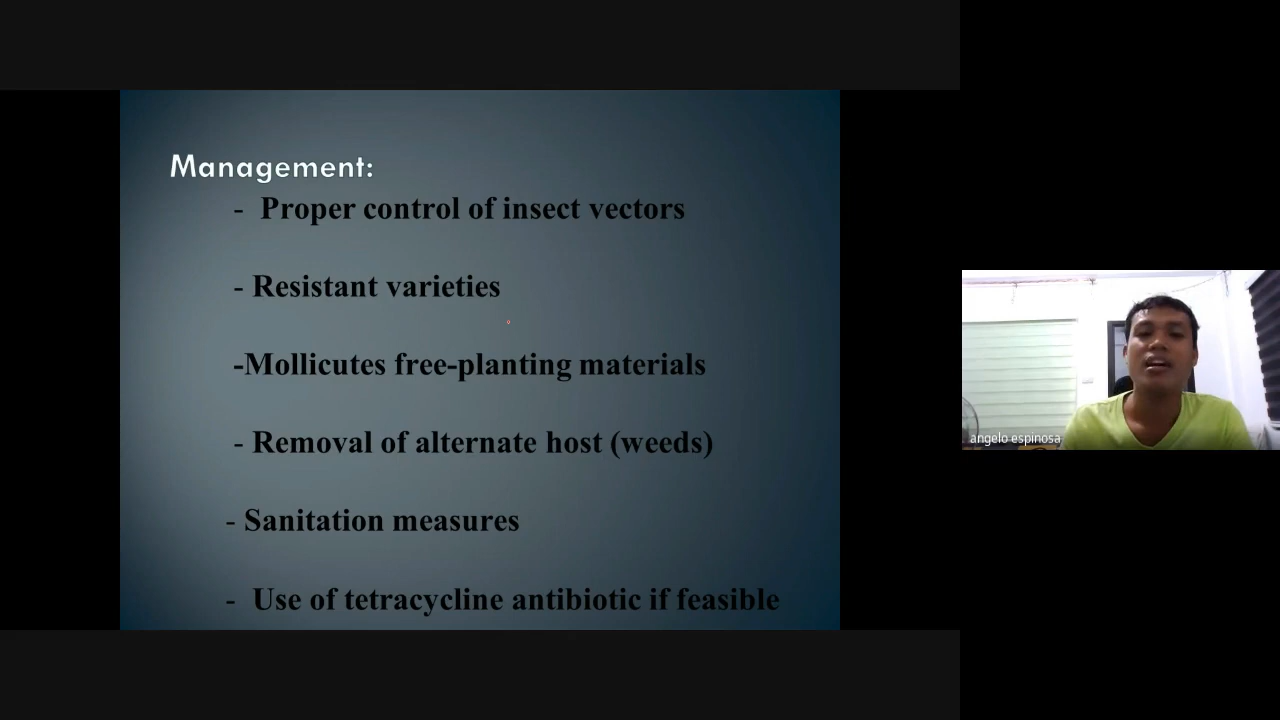 Management:
- Proper control of insect vectors
- Resistant varieties
-Mollicutes free-planting materials
- Removal of alternate host (weeds)
- Sanitation measures
- Use of tetracycline antibiotic if feasible
angelo espinosa